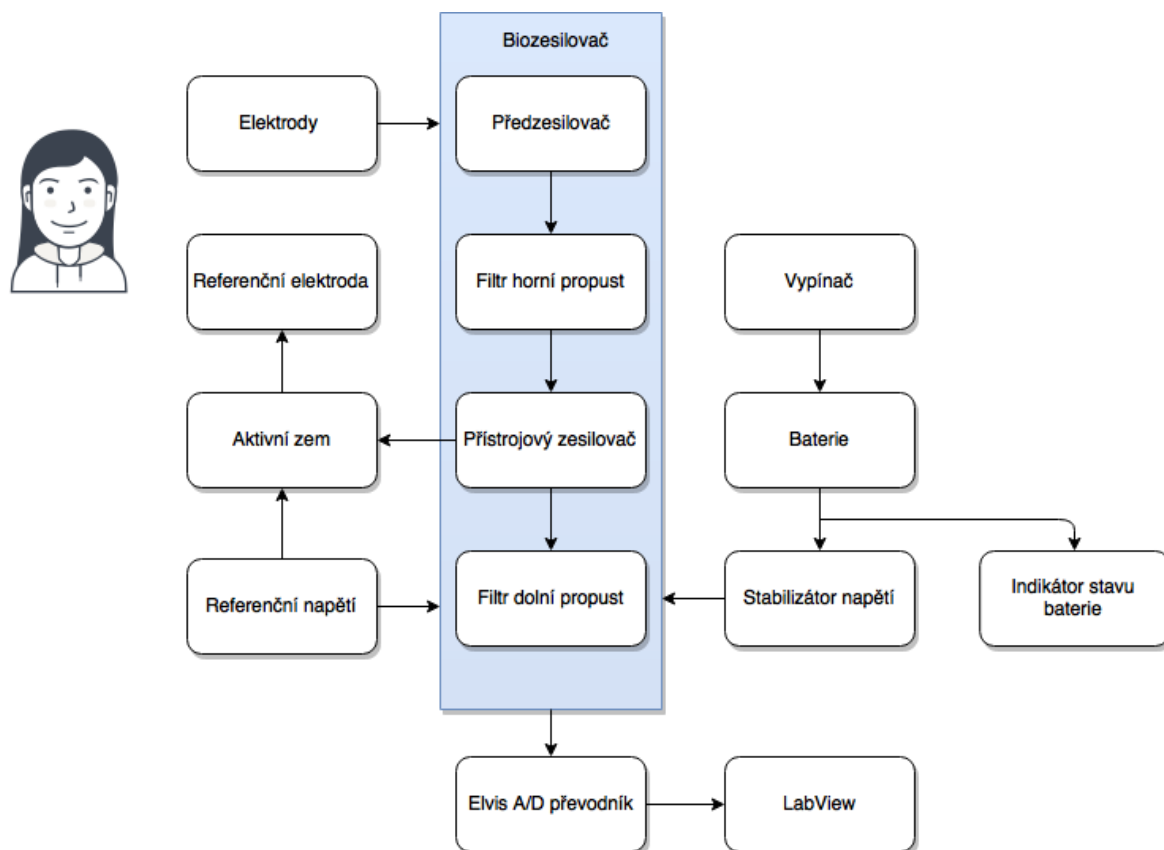 Biozesilovač
Elektrody
Předzesilovač
Referenční elektroda
Filtr horní propust
Vypínač
Aktivní zem
Přístrojový zesilovač
Baterie
Referenční napětí
Filtr dolní propust
Stabilizátor napětí
Indikátor stavu
baterie
Elvis A/D převodník
LabView